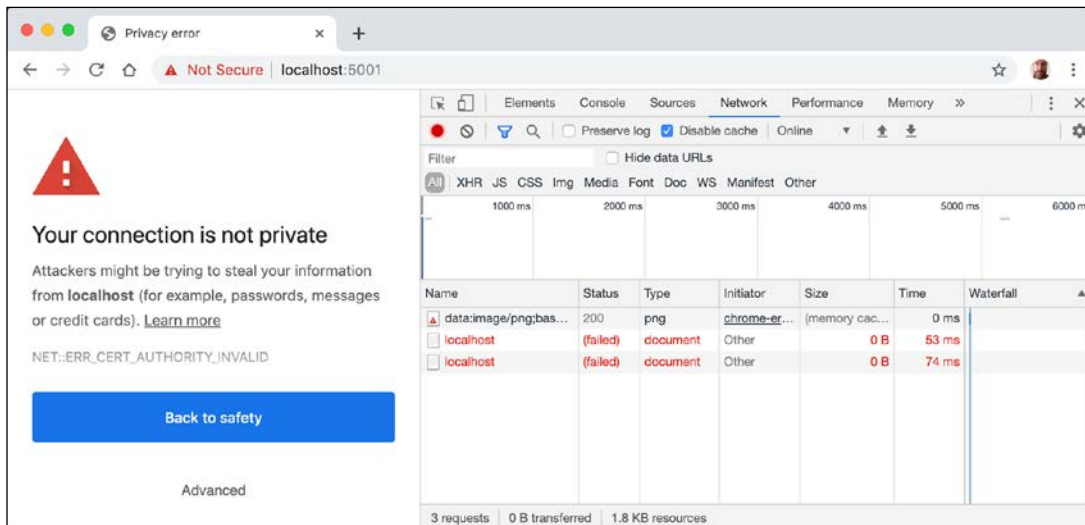 Privacy error
Not Secure localhost:5001
Elements Console Sources Network Performance Memory »
Preserve log Disable cache Online
Filter Hide data URLs
All XHR JS CSS Img Media Font Doc WS Manifest Other
1000 ms 2000 ms 3000 ms 4000 ms 5000 ms 6000 m
Your connection is not private
Attackers might be trying to steal your information
from localhost (for example, passwords, messages
or credit cards). Learn more
NET::ERR_CERT_AUTHORITY_INVALID
Back to safety
Advanced
Name Status Type Initiator Size Time Waterfall
data:image/png;bas... 200 png chrome-er... (memory cac... 0 ms
localhost (failed) document Other 0 B 53 ms
localhost (failed) document Other 0 B 74 ms
3 requests 0 B transferred 1.8 KB resources